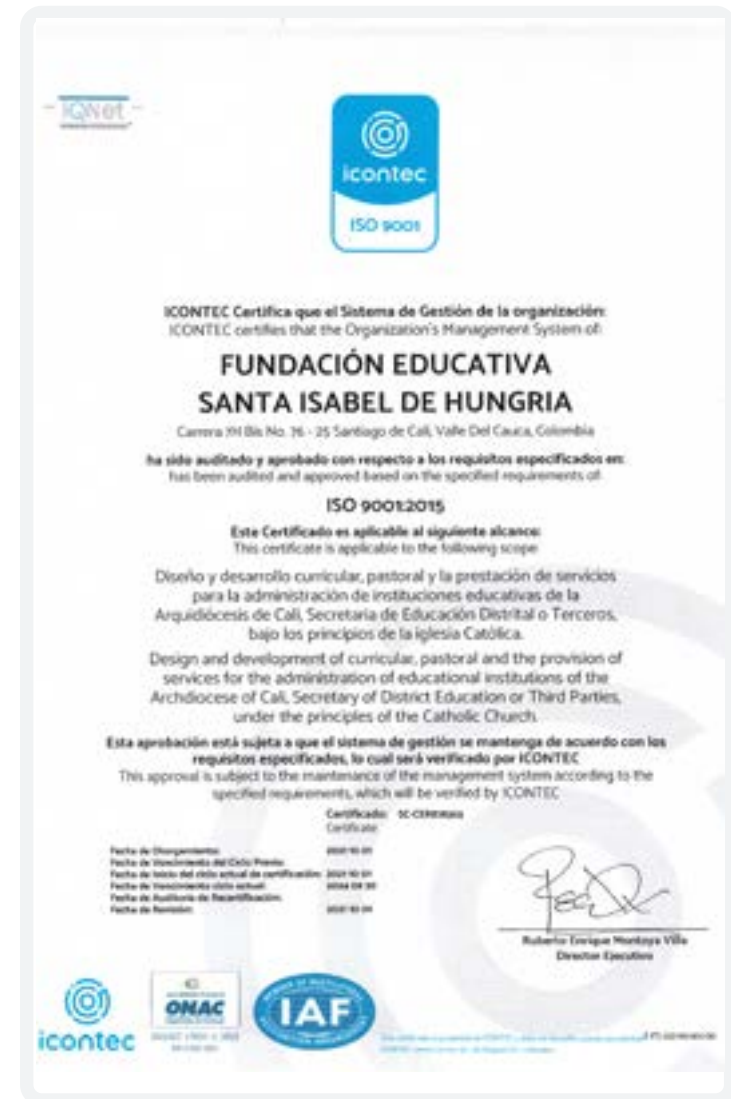 IQNet
icontec
ISO 9001
ICONTEC Certifica que el Sistema de Gestión de la organización:
ICONTEC certifies that the Organization's Management System of:
FUNDACIÓN EDUCATIVA
SANTA ISABEL DE HUNGRIA
Carrera Bis No. 76 - 25 Santiago de Cali, Valle Del Cauca, Colombia
ha sido auditado y aprobado con respecto a los requisitos especificados en:
has been audited and approved based on the specified requirements of:
ISO 9001:2015
Este Certificado es aplicable al siguiente alcance:
This certificate is applicable to the following scope:
Diseño y desarrollo curricular, pastoral y la prestación de servicios
para la administración de instituciones educativas de la
Arquidiócesis de Cali, Secretaria de Educación Distrital o Terceros,
bajo los principios de la iglesia Católica.
Design and development of curricular, pastoral and the provision of
services for the administration of educational institutions of the
Archdiocese of Cali, Secretary of District Education or Third Parties,
under the principles of the Catholic Church.
Esta aprobación está sujeta a que el sistema de gestión se mantenga de acuerdo con los
requisitos especificados, lo cual será verificado por ICONTEC
This approval is subject to the maintenance of the management system according to the
specified requirements, which will be verified by ICONTEC
Certificado:
Certificate
Fecha de Otorgamiento:
Fecha de Vencimiento del Ciclo Previo:
Fecha de Inicio del ciclo actual de certificación:
Fecha de Vencimiento ciclo actual:
Fecha de Auditoria de Recertificación:
Fecha de Revisión:
Roberto Enrique Montoya Villa
Director Ejecutivo
icontec
ONAC
IAF